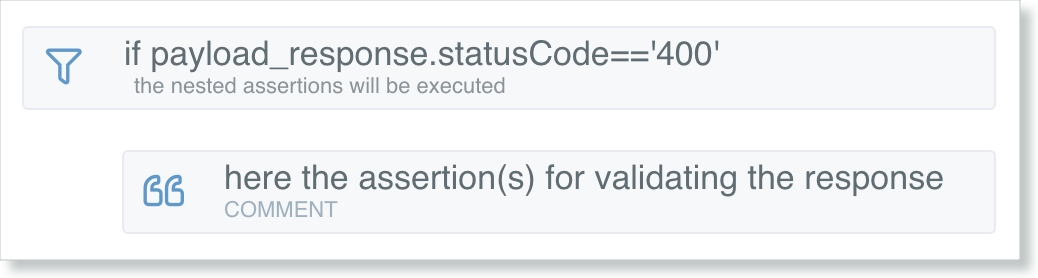 if payload_response.statusCode=='400'
the nested assertions will be executed
here the assertion(s) for validating the response
COMMENT